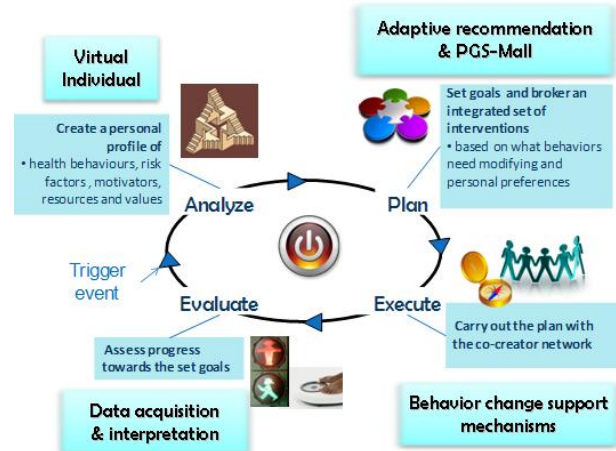 Virtual
Individual
Adaptive recommendation
& PGS-Mall
Create a personal
profile of
• health behaviours, risk
factors , motivators,
resources and values
Set goals and broker an
integrated set of
interventions
• based on what behaviors
need modifying and
personal preferences
Analyze
Plan
Trigger
event
Evaluate
Execute
Assess progress
towards the set goals
Carry out the plan with
the co-creator network
Data acquisition
& interpretation
Behavior change support
mechanisms